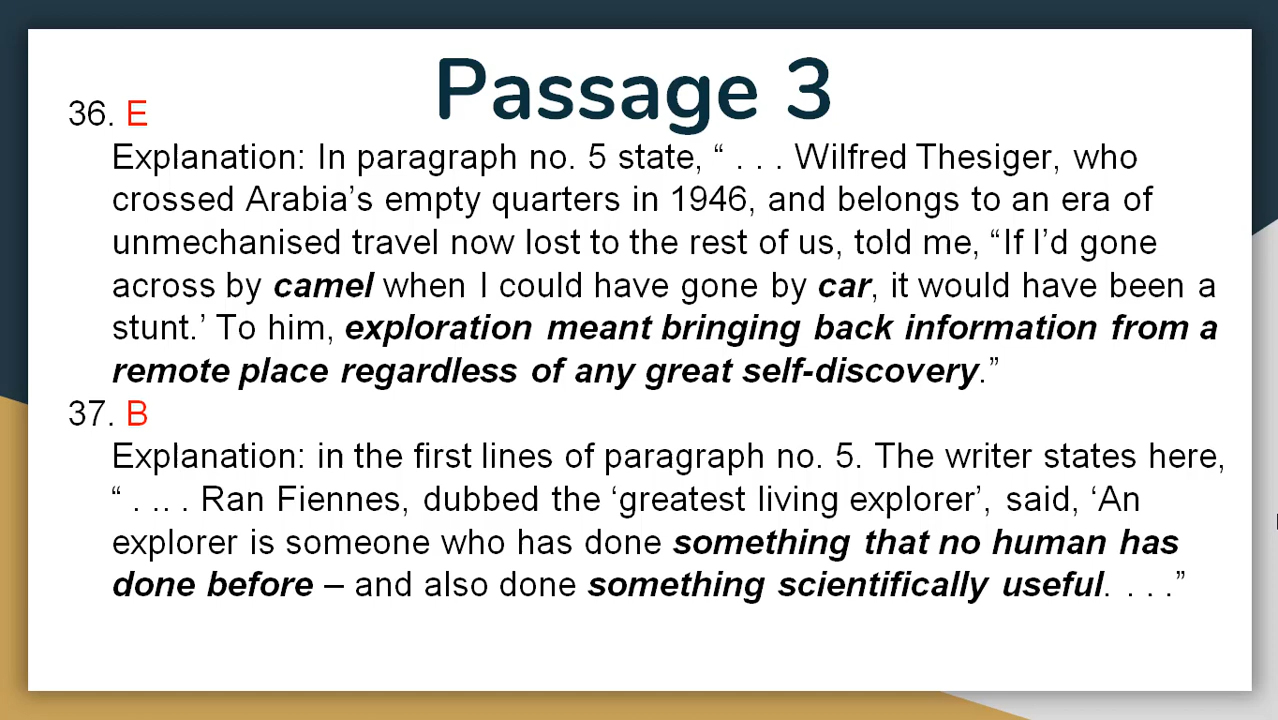 Passage 3
36. E
Explanation: In paragraph no. 5 state, “ . . . Wilfred Thesiger, who
crossed Arabia’s empty quarters in 1946, and belongs to an era of
unmechanised travel now lost to the rest of us, told me, “If I’d gone
across by camel when I could have gone by car, it would have been a
stunt.’ To him, exploration meant bringing back information from a
remote place regardless of any great self-discovery.”
37. B
Explanation: in the first lines of paragraph no. 5. The writer states here,
“ . .. . Ran Fiennes, dubbed the ‘greatest living explorer’, said, ‘An
explorer is someone who has done something that no human has
done before – and also done something scientifically useful. . . .”